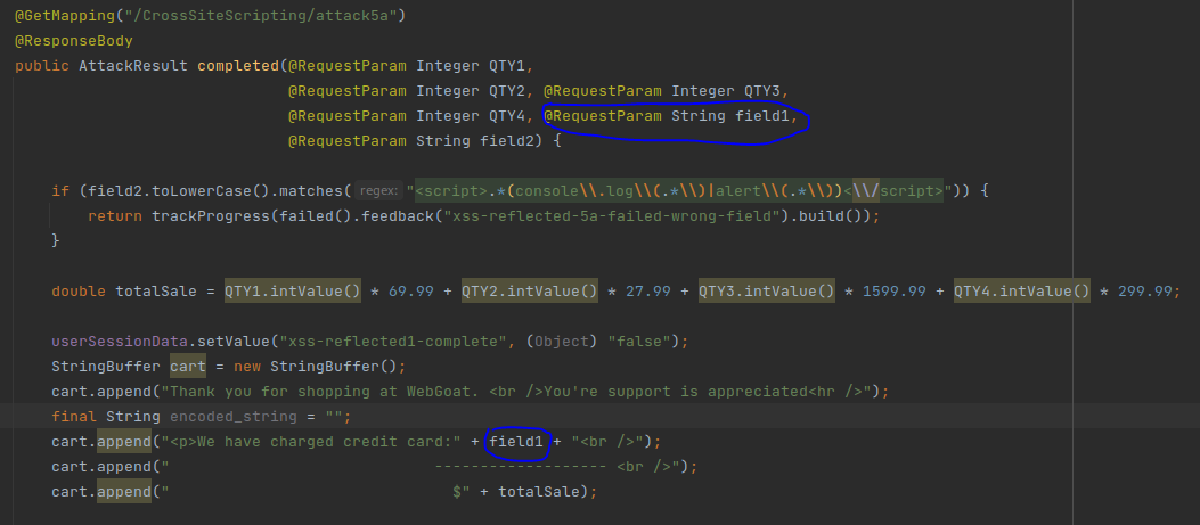 @GetMapping("/CrossSiteScripting/attack5a")
@ResponseBody
public AttackResult completed(@RequestParam Integer QTY1,
@RequestParam Integer QTY2, @RequestParam Integer QTY3,
@RequestParam Integer QTY4, @RequestParam String field1,
@RequestParam String field2) {
if (field2.toLowerCase().matches( regex: "<script>.*(console\\.log\\(.*\\)|alert\\(.*\\))<\\/script>")) {
return trackProgress(failed().feedback("xss-reflected-5a-failed-wrong-field").build());
}
double totalSale = QTY1.intValue() * 69.99 + QTY2.intValue() * 27.99 + QTY3.intValue() * 1599.99 + QTY4.intValue() * 299.99;
userSessionData.setValue("xss-reflected1-complete", (Object) "false");
StringBuffer cart = new StringBuffer();
cart.append("Thank you for shopping at WebGoat. <br />You're support is appreciated<hr />");
final String encoded_string = "";
cart.append("<p>We have charged credit card:" + field1 + "<br />");
cart.append("                             ------------------- <br />");
cart.append("                               $" + totalSale);